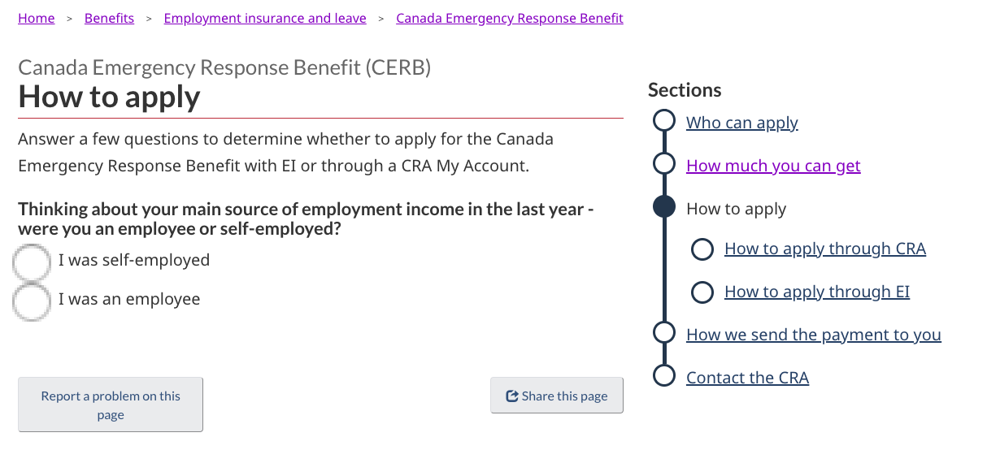 Home > Benefits > Employment insurance and leave > Canada Emergency Response Benefit
Canada Emergency Response Benefit (CERB)
How to apply
Answer a few questions to determine whether to apply for the Canada
Emergency Response Benefit with EI or through a CRA My Account.
Thinking about your main source of employment income in the last year -
were you an employee or self-employed?
I was self-employed
I was an employee
Report a problem on this
page
Share this page
Sections
Who can apply
How much you can get
How to apply
How to apply through CRA
How to apply through EI
How we send the payment to you
Contact the CRA